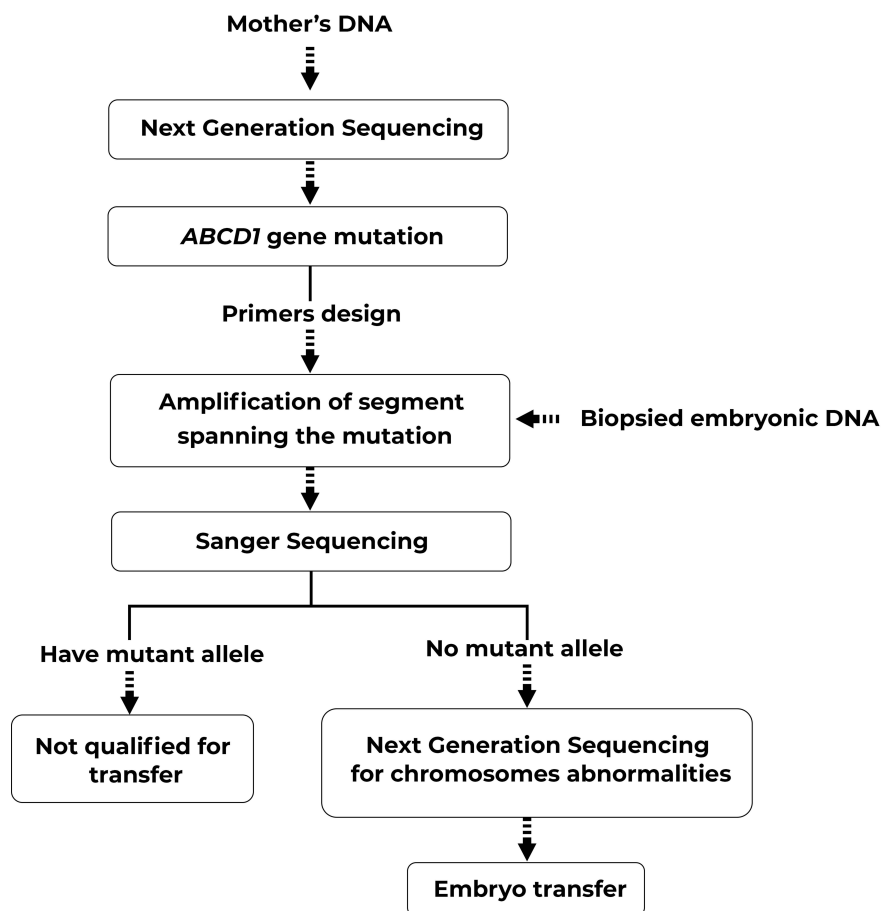 Mother’s DNA
Next Generation Sequencing
ABCD1 gene mutation
Primers design
Amplification of segment
spanning the mutation
Biopsied embryonic DNA
Sanger Sequencing
Have mutant allele
No mutant allele
Not qualified for
transfer
Next Generation Sequencing
for chromosomes abnormalities
Embryo transfer